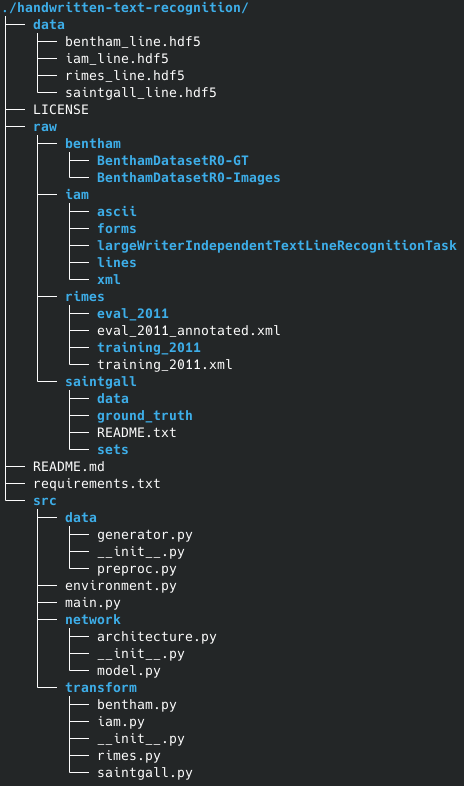 ./handwritten-text-recognition/
├── data
│   ├── bentham_line.hdf5
│   ├── iam_line.hdf5
│   ├── rimes_line.hdf5
│   └── saintgall_line.hdf5
├── LICENSE
├── raw
│   ├── bentham
│   │   ├── BenthamDatasetR0-GT
│   │   └── BenthamDatasetR0-Images
│   ├── iam
│   │   ├── ascii
│   │   ├── forms
│   │   ├── largeWriterIndependentTextLineRecognitionTask
│   │   ├── lines
│   │   └── xml
│   ├── rimes
│   │   ├── eval_2011
│   │   ├── eval_2011_annotated.xml
│   │   ├── training_2011
│   │   └── training_2011.xml
│   └── saintgall
│       ├── data
│       ├── ground_truth
│       ├── README.txt
│       └── sets
├── README.md
├── requirements.txt
└── src
    ├── data
    │   ├── generator.py
    │   ├── __init__.py
    │   └── preproc.py
    ├── environment.py
    ├── main.py
    ├── network
    │   ├── architecture.py
    │   ├── __init__.py
    │   └── model.py
    └── transform
        ├── bentham.py
        ├── iam.py
        ├── __init__.py
        ├── rimes.py
        └── saintgall.py